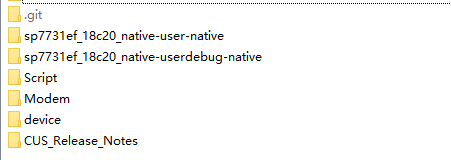 .git
sp7731ef_18c20_native-user-native
sp7731ef_18c20_native-userdebug-native
Script
Modem
device
CUS_Release_Notes